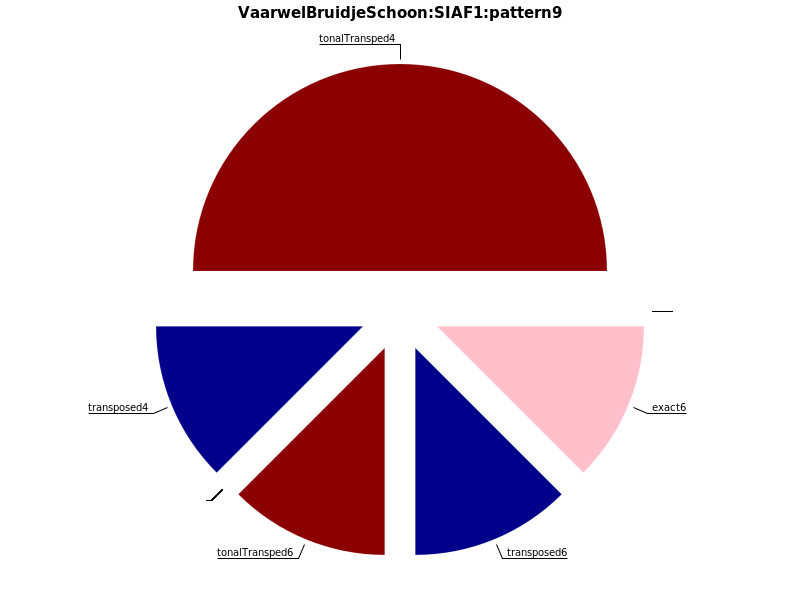 VaarwelBruidjeSchoon:SIAF1:pattern9
tonalTransped4
transposed4
exact6
tonalTransped6
transposed6